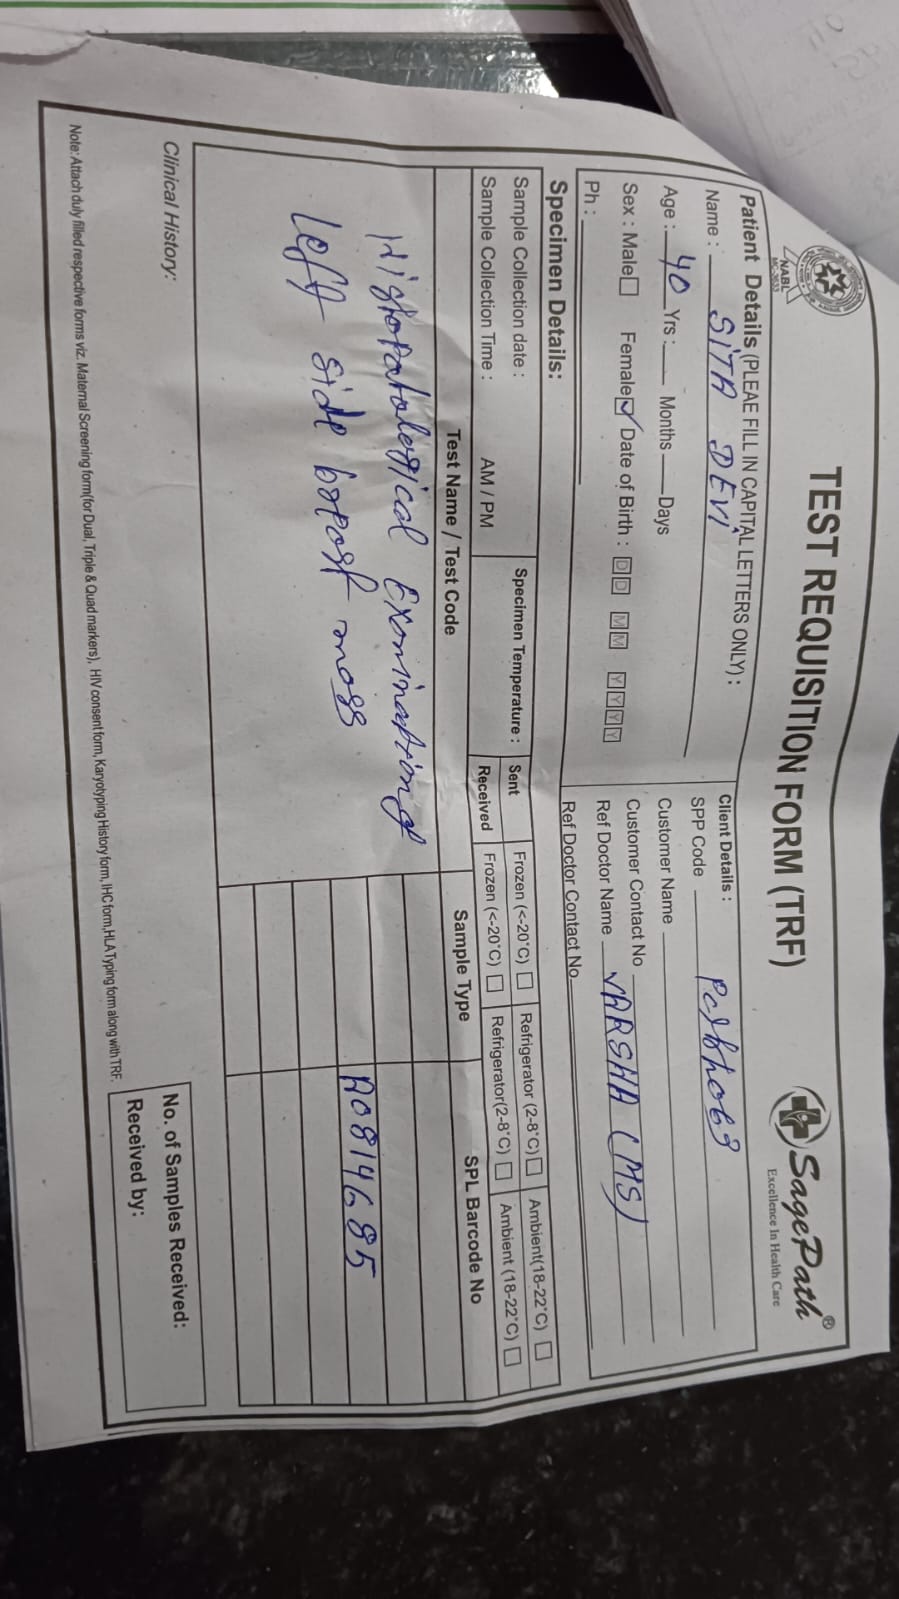 TEST REQUISITION FORM (TRF)
NABL
SagePath®
Excellence In Health Care
Patient Details (PLEAE FILL IN CAPITAL LETTERS ONLY) :
Name : SITA DEVI
Age : 40 Yrs : Months Days
Sex : Male Female Date of Birth : DD MM YYYY
Ph :
Client Details :
SPP Code
Customer Name
Customer Contact No
Ref Doctor Name VARSHA (MS)
Ref Doctor Contact No
Specimen Details:
Sample Collection date :
Sample Collection Time : AM / PM
Specimen Temperature :
Sent Frozen (<-20°C) Refrigerator (2-8°C) Ambient(18-22°C)
Received Frozen (<-20°C) Refrigerator(2-8°C) Ambient (18-22°C)
Test Name / Test Code Sample Type SPL Barcode No
Histopatological Examination
left side breast mass
A0814685
Clinical History:
No. of Samples Received:
Received by:
Note: Attach duly filled respective forms viz. Maternal Screening form(for Dual, Triple & Quad markers), HIV consent form, Karyotyping History form, IHC form,HLA Typing form along with TRF.